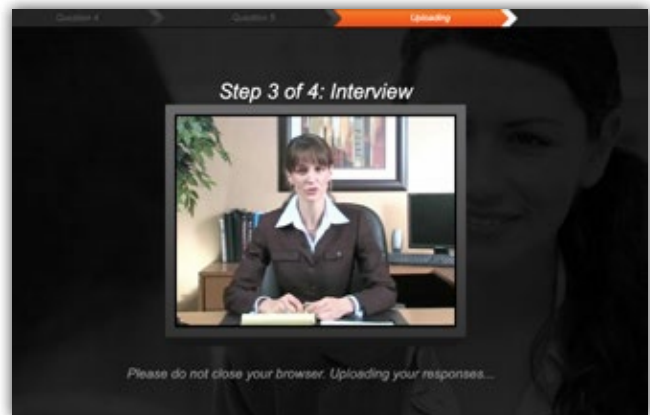 Question 4
Question 5
Uploading
Step 3 of 4: Interview
Please do not close your browser. Uploading your responses...